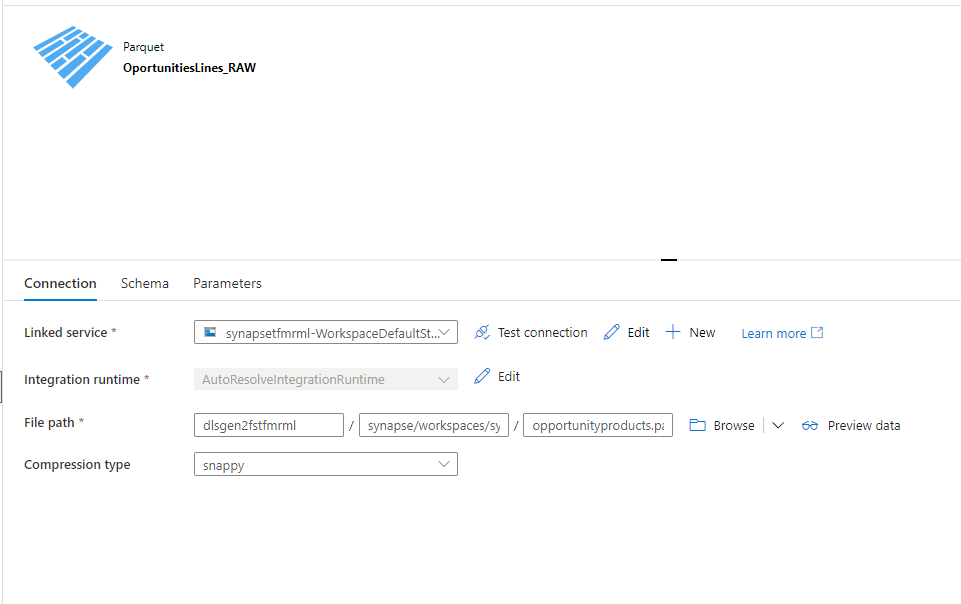 Parquet
OportunitiesLines_RAW
Connection Schema Parameters
Linked service * synapsetfmrml-WorkspaceDefaultSt... Test connection Edit New Learn more
Integration runtime * AutoResolveIntegrationRuntime Edit
File path * dlsgen2fstfmrml / synapse/workspaces/sy / opportunityproducts.pa Browse Preview data
Compression type snappy